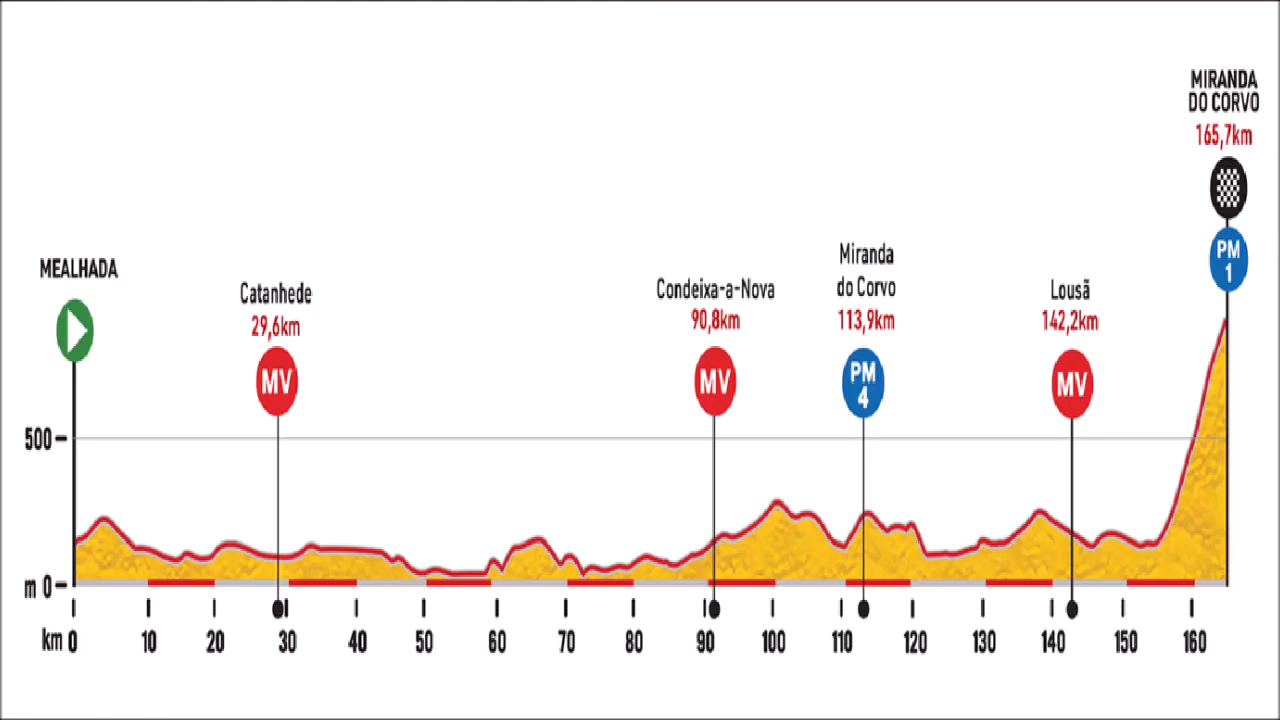 MIRANDA
DO CORVO
165,7km
PM
1
MEALHADA
Catanhede
29,6km
MV
Condeixa-a-Nova
90,8km
MV
Miranda
do Corvo
113,9km
PM
4
Lousã
142,2km
MV
500
m 0
km 0 10 20 30 40 50 60 70 80 90 100 110 120 130 140 150 160